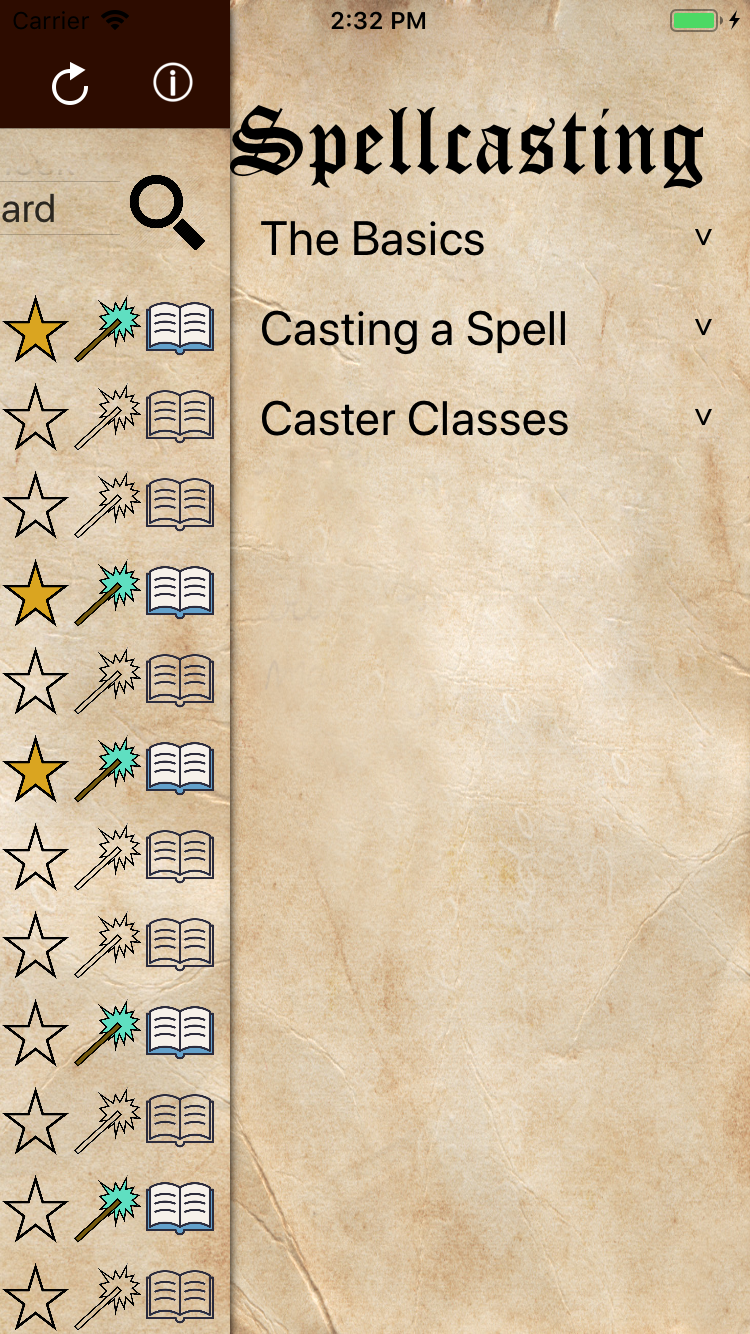 Carrier 2:32 PM
Spellcasting
ard
The Basics v
Casting a Spell v
Caster Classes v